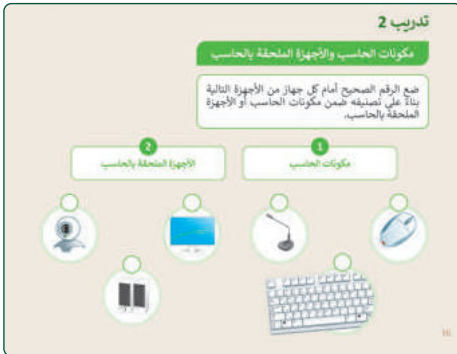 تدريب 2
مكونات الحاسب والأجهزة الملحقة بالحاسب
ضع الرقم الصحيح أمام كل جهاز من الأجهزة التالية
بناءً على تصنيفه ضمن مكونات الحاسب أو الأجهزة
الملحقة بالحاسب.
1
مكونات الحاسب
2
الأجهزة الملحقة بالحاسب